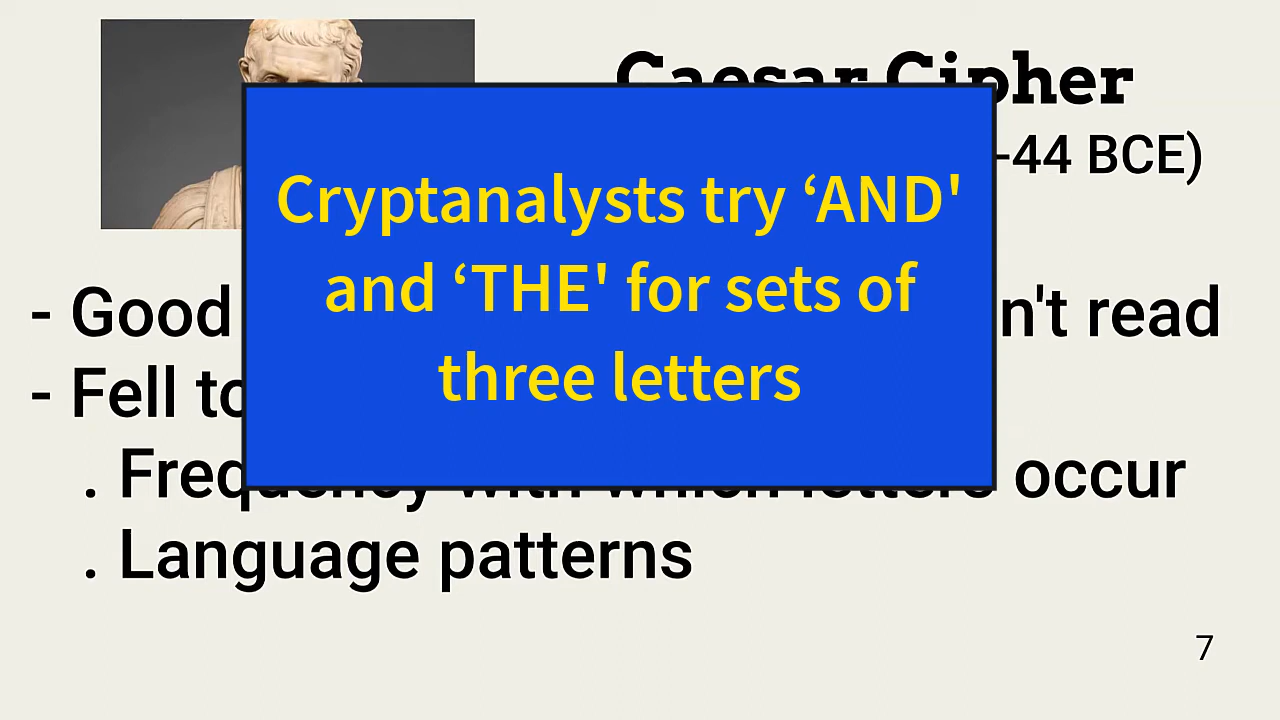 Caesar Cipher
-44 BCE)
Cryptanalysts try ‘AND'
and ‘THE' for sets of
three letters
- Good n't read
- Fell to
. Frequency with which letters occur
. Language patterns
7